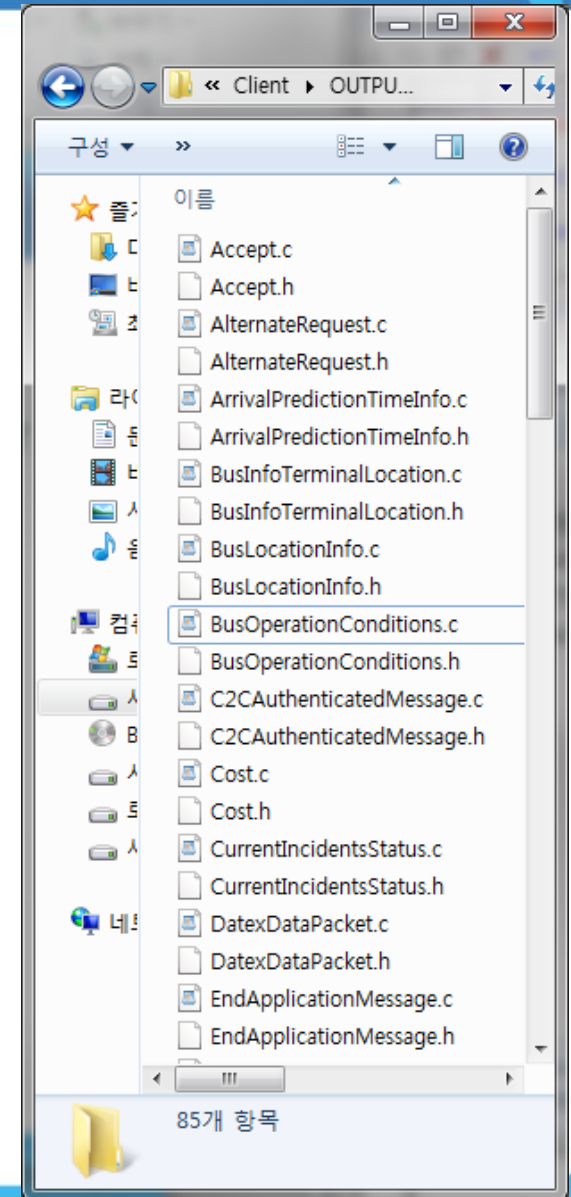 « Client ▸ OUTPU...
구성 ▼ »
이름
Accept.c
Accept.h
AlternateRequest.c
AlternateRequest.h
ArrivalPredictionTimeInfo.c
ArrivalPredictionTimeInfo.h
BusInfoTerminalLocation.c
BusInfoTerminalLocation.h
BusLocationInfo.c
BusLocationInfo.h
BusOperationConditions.c
BusOperationConditions.h
C2CAuthenticatedMessage.c
C2CAuthenticatedMessage.h
Cost.c
Cost.h
CurrentIncidentsStatus.c
CurrentIncidentsStatus.h
DatexDataPacket.c
DatexDataPacket.h
EndApplicationMessage.c
EndApplicationMessage.h
85개 항목